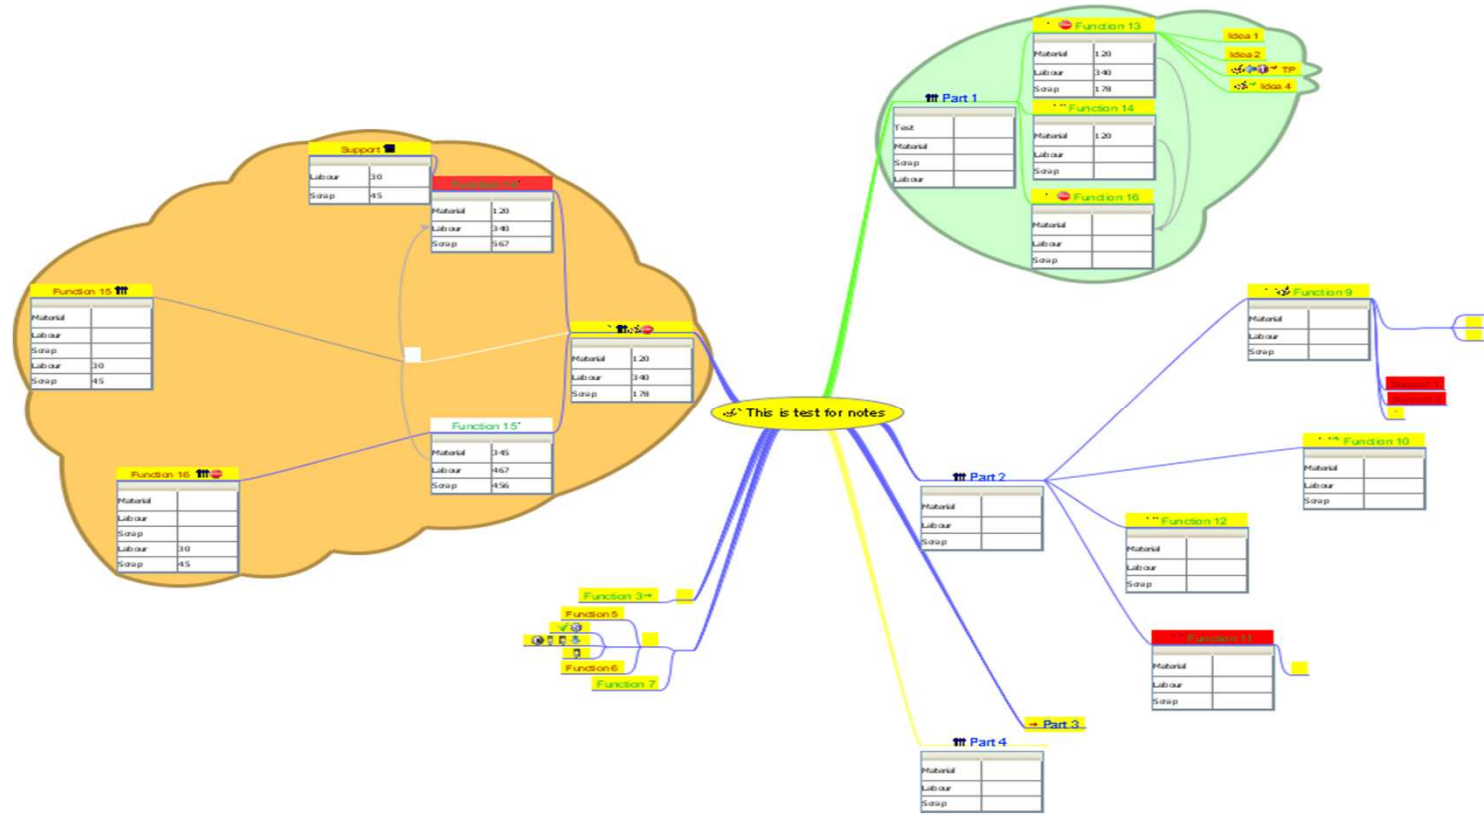 This is test for notes
Support
Labour 30
Scrap 45
Material 120
Labour 340
Scrap 567
Function 15
Material
Labour
Scrap
Labour 30
Scrap 45
Material 120
Labour 340
Scrap 178
Function 15
Material 345
Labour 467
Scrap 456
Function 16
Material
Labour
Scrap
Labour 30
Scrap 45
Function 3
Function 5
Function 6
Function 7
Part 1
Test
Material
Scrap
Labour
Function 13
Material 120
Labour 340
Scrap 178
Idea 1
Idea 2
TP
Idea 4
Function 14
Material 120
Labour
Scrap
Function 16
Material
Labour
Scrap
Part 2
Material
Labour
Scrap
Function 9
Material
Labour
Scrap
Function 10
Material
Labour
Scrap
Function 12
Material
Labour
Scrap
Function 11
Material
Labour
Scrap
Part 3
Part 4
Material
Labour
Scrap